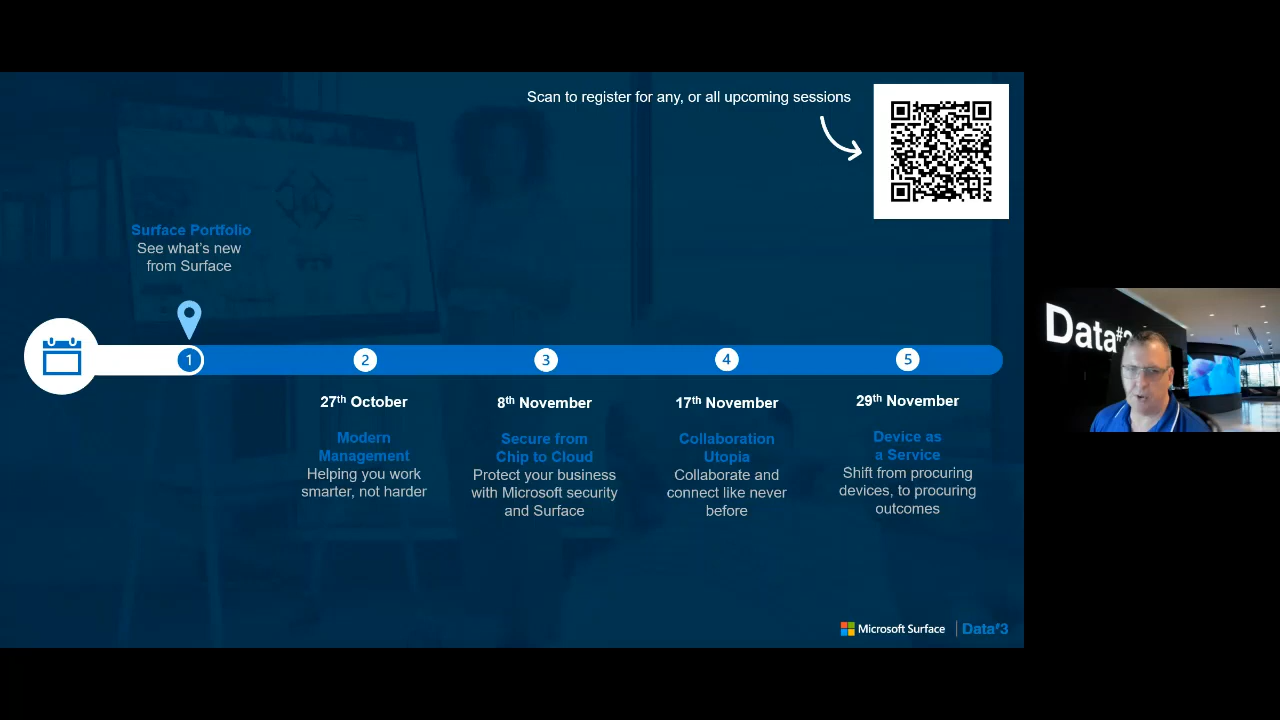 Scan to register for any, or all upcoming sessions
Surface Portfolio
See what's new
from Surface
1
2
3
4
5
27th October
Modern
Management
Helping you work
smarter, not harder
8th November
Secure from
Chip to Cloud
Protect your business
with Microsoft security
and Surface
17th November
Collaboration
Utopia
Collaborate and
connect like never
before
29th November
Device as
a Service
Shift from procuring
devices, to procuring
outcomes
Microsoft Surface
Data#3
Data#3